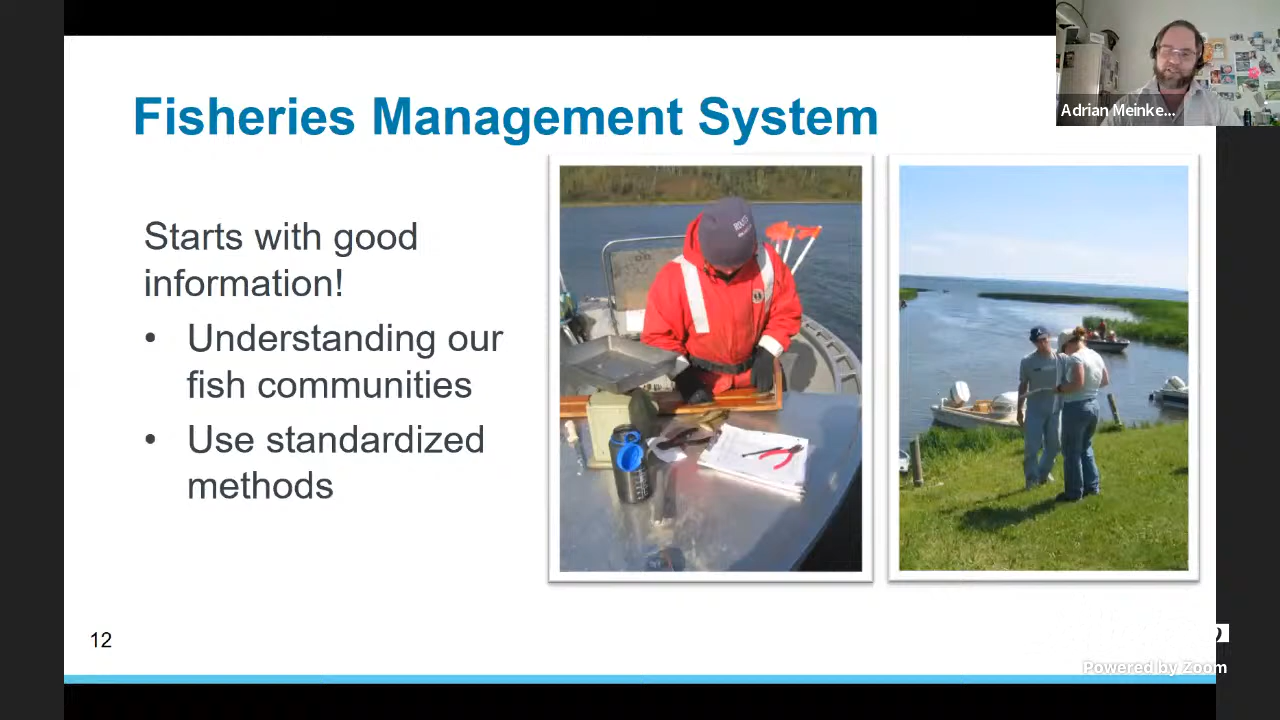 Adrian Meinke...
Fisheries Management System
Starts with good
information!
• Understanding our
fish communities
• Use standardized
methods
12
Powered by Zoom